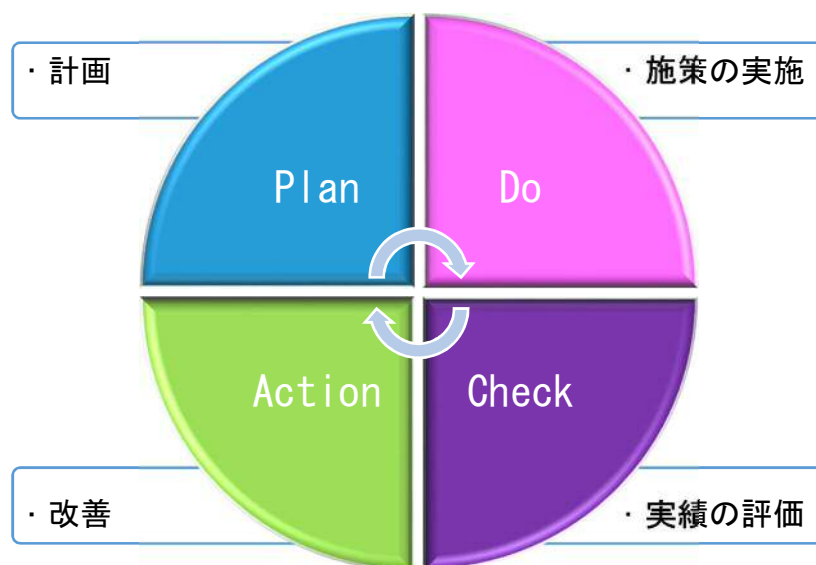 ・計画
・施策の実施
Plan
Do
Action
Check
・改善
・実績の評価